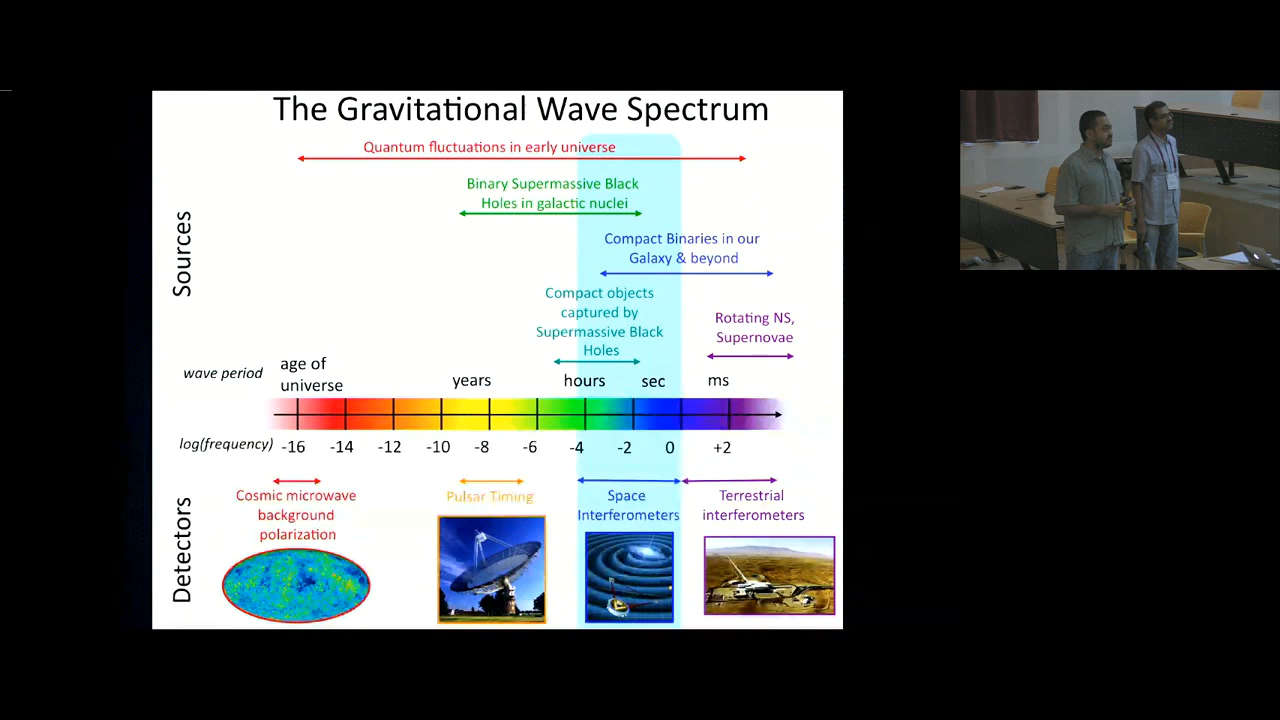 The Gravitational Wave Spectrum
Quantum fluctuations in early universe
Binary Supermassive Black
Holes in galactic nuclei
Compact Binaries in our
Galaxy & beyond
Compact objects
captured by
Supermassive Black
Holes
Rotating NS,
Supernovae
Sources
wave period
age of
universe
years
hours
sec
ms
log(frequency)
-16 -14 -12 -10 -8 -6 -4 -2 0 +2
Detectors
Cosmic microwave
background
polarization
Pulsar Timing
Space
Interferometers
Terrestrial
interferometers